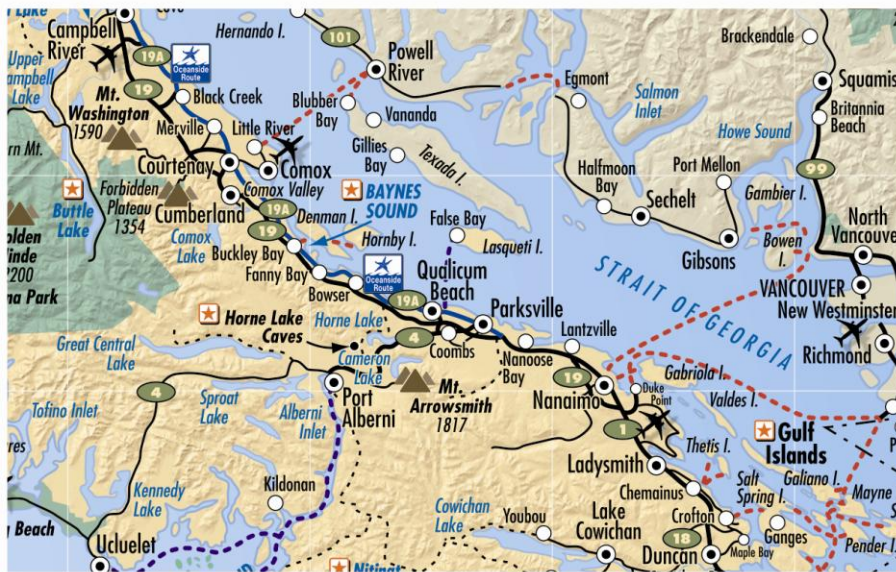 Campbell
River
Upper
Campbell
Lake
19A
19
Oceanside
Route
Hernando I.
101
Powell
River
Brackendale
Squamis
Britannia
Beach
Egmont
Salmon
Inlet
Howe Sound
Mt.
Washington
1590
Black Creek
Merville
Little River
Blubber
Bay
Vananda
Gillies
Bay
Texada I.
Halfmoon
Bay
Port Mellon
Sechelt
Gambier I.
99
Courtenay
Comox
Comox Valley
Forbidden
Plateau
1354
Cumberland
Buttle
Lake
Comox
Lake
BAYNES
SOUND
19A
Denman I.
19
Hornby I.
False Bay
Lasqueti I.
Gibsons
Bowen
I.
North
Vancouve
VANCOUVER
New Westminster
Richmond
STRAIT OF GEORGIA
Buckley Bay
Fanny Bay
Bowser
Oceanside
Route
Qualicum
Beach
19A
Parksville
Horne Lake
Caves
Horne Lake
4
Coombs
Nanoose
Bay
Lantzville
19
Nanaimo
Duke
Point
Gabriola I.
Valdes I.
Great Central
Lake
Cameron
Lake
Mt.
Arrowsmith
1817
4
Sproat
Lake
Port
Alberni
Alberni
Inlet
Tofino Inlet
1
Thetis I.
Gulf
Islands
Ladysmith
Salt
Spring I.
Galiano I.
Mayne
Chemainus
Kennedy
Lake
Kildonan
Cowichan
Lake
Youbou
Lake
Cowichan
Crofton
18
Maple Bay
Ganges
Pender I.
Beach
Ucluelet
Duncan